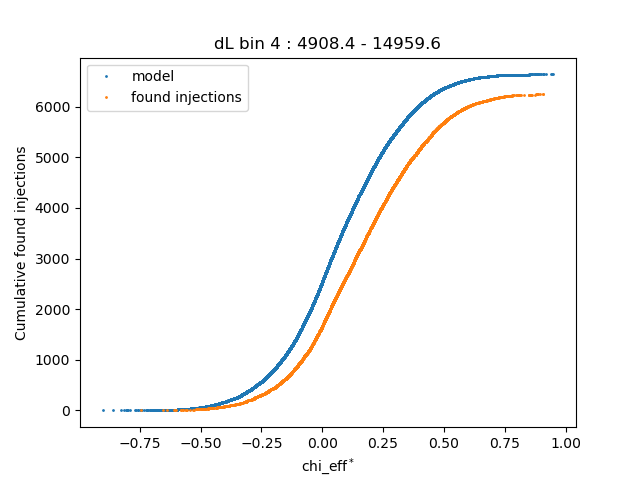 dL bin 4 : 4908.4 - 14959.6
model
found injections
Cumulative found injections
6000
5000
4000
3000
2000
1000
0
−0.75 −0.50 −0.25 0.00 0.25 0.50 0.75 1.00
chi_eff*